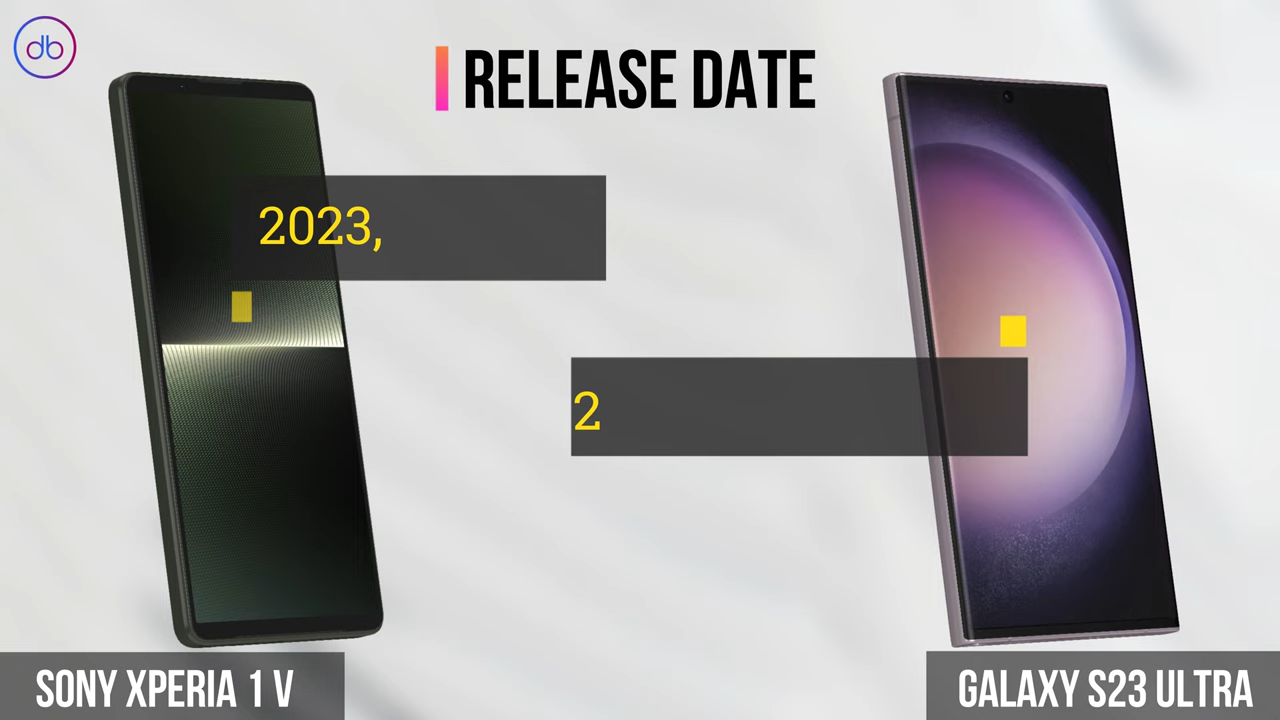 db
RELEASE DATE
2023,
2
SONY XPERIA 1 V
GALAXY S23 ULTRA